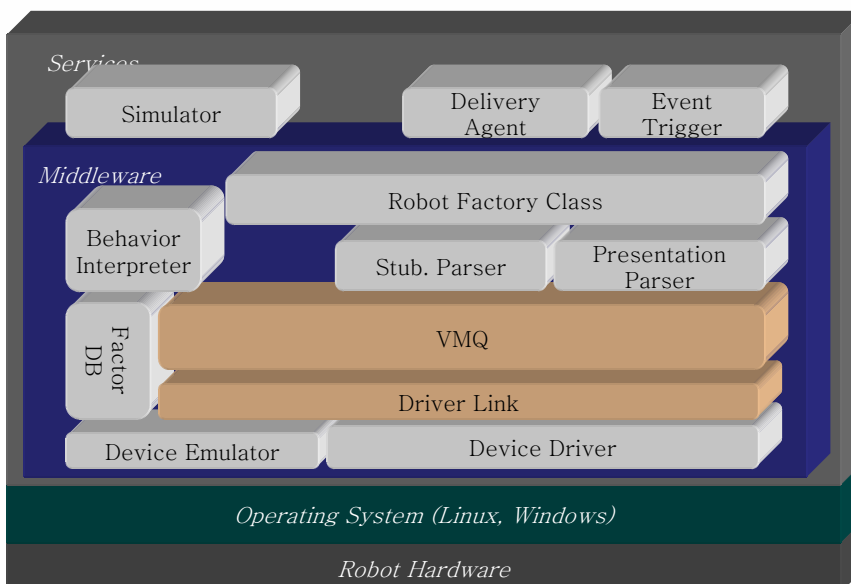 Services
Simulator
Delivery
Agent
Event
Trigger
Middleware
Robot Factory Class
Behavior
Interpreter
Stub. Parser
Presentation
Parser
Factor
DB
VMQ
Driver Link
Device Emulator
Device Driver
Operating System (Linux, Windows)
Robot Hardware